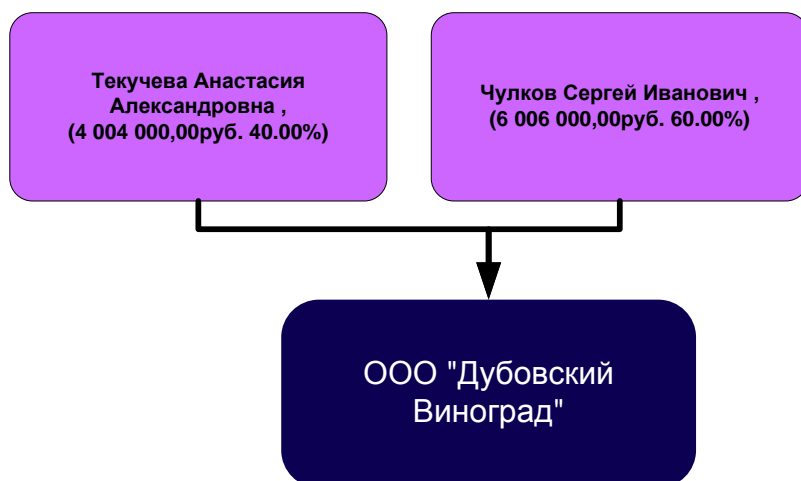 Текучева Анастасия
Александровна ,
(4 004 000,00руб. 40.00%)
Чулков Сергей Иванович ,
(6 006 000,00руб. 60.00%)
ООО "Дубовский
Виноград"